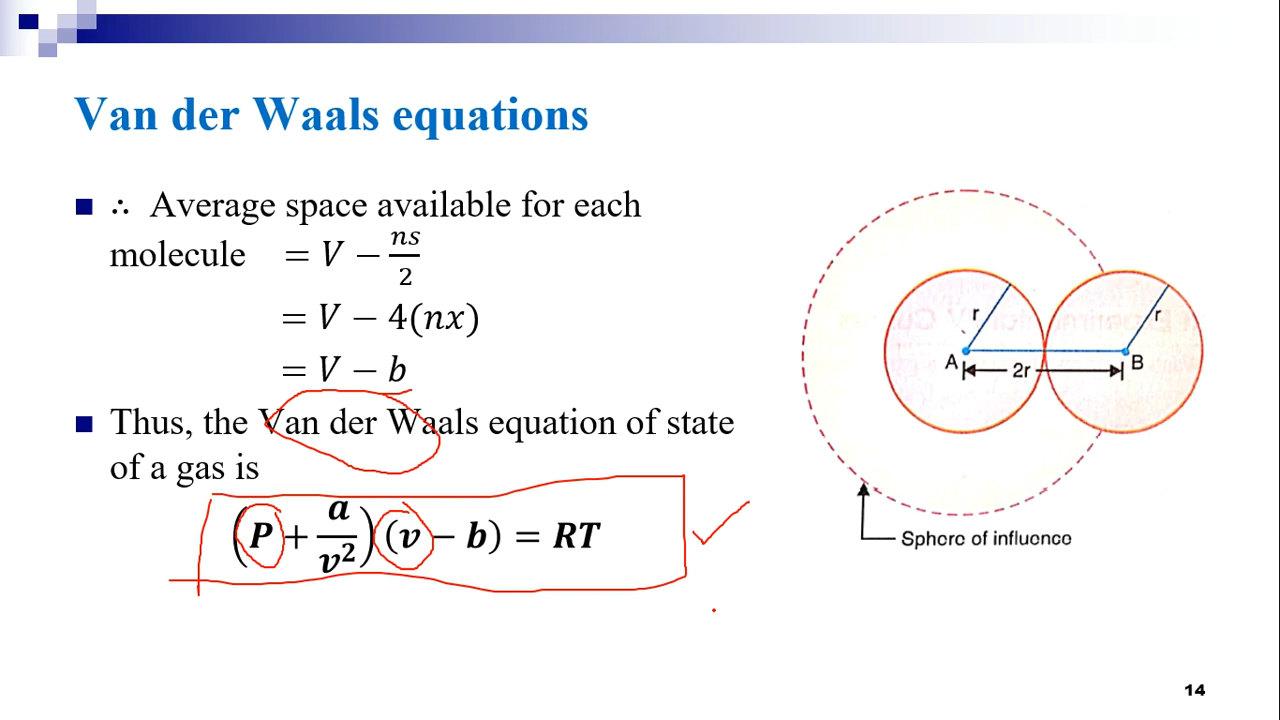 Van der Waals equations
∴ Average space available for each
molecule = V − ns/2
= V − 4(nx)
= V − b
Thus, the Van der Waals equation of state
of a gas is
(P + a/v²)(v − b) = RT
r
r
A
2r
B
Sphere of influence
14